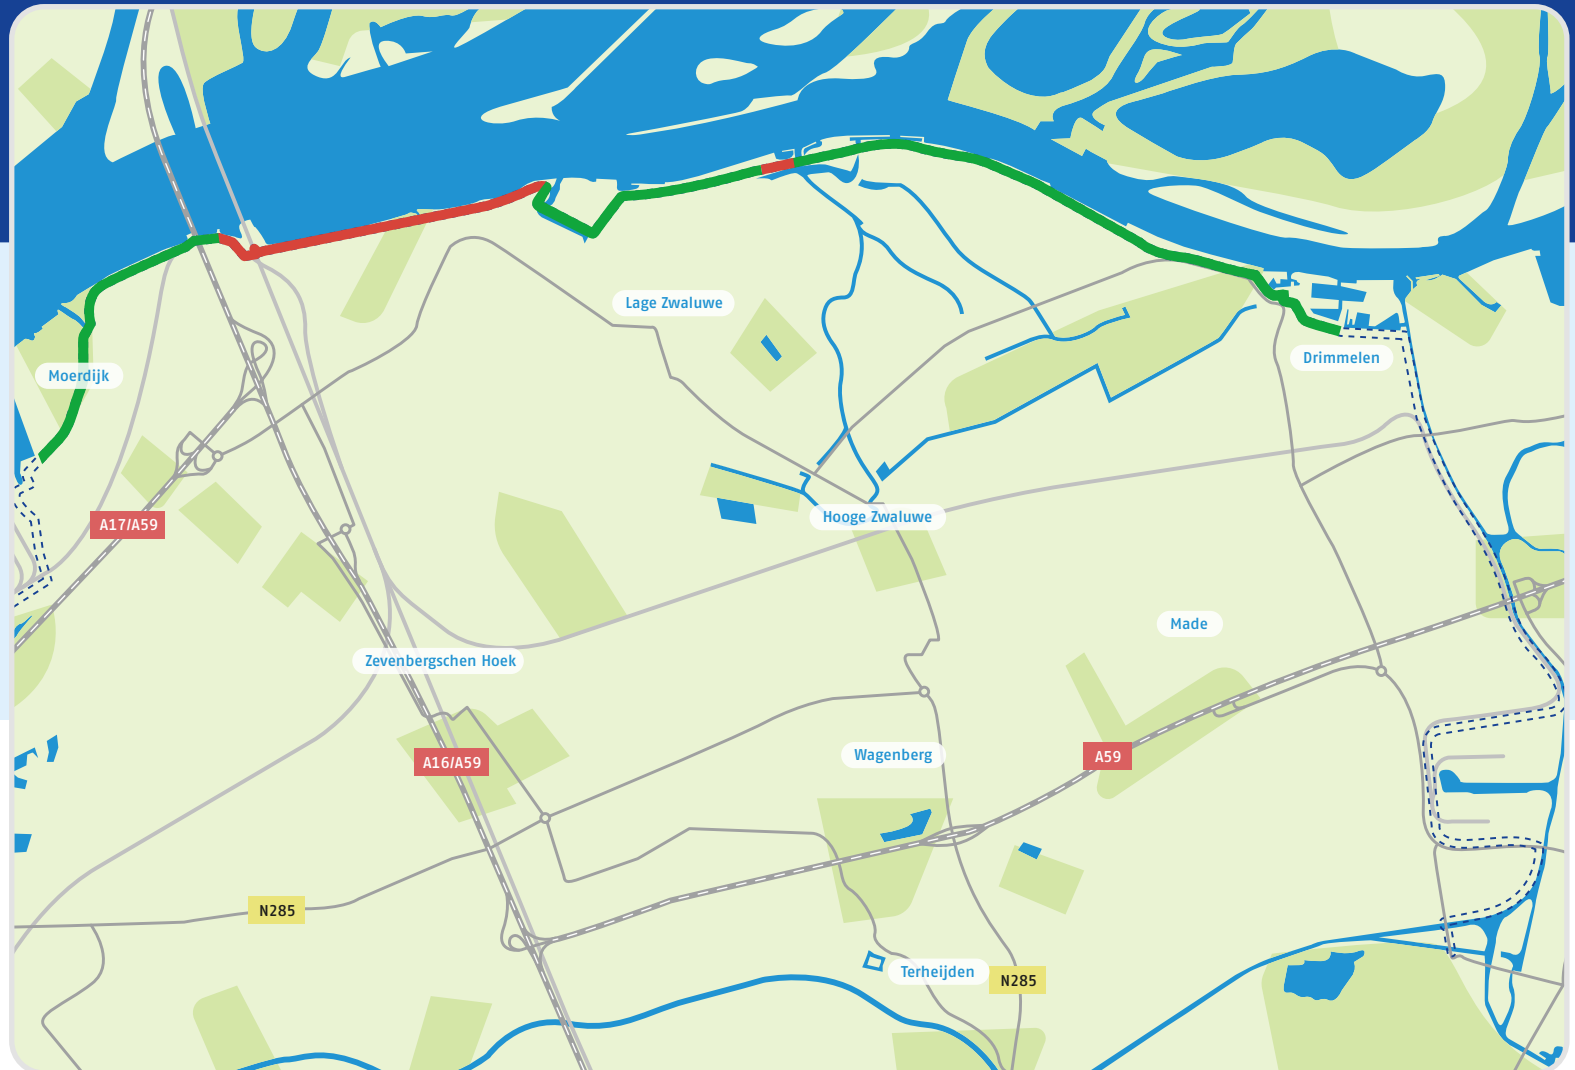 Lage Zwaluwe
Drimmelen
Moerdijk
Hooge Zwaluwe
A17/A59
Made
Zevenbergschen Hoek
Wagenberg
A59
A16/A59
N285
Terheijden
N285